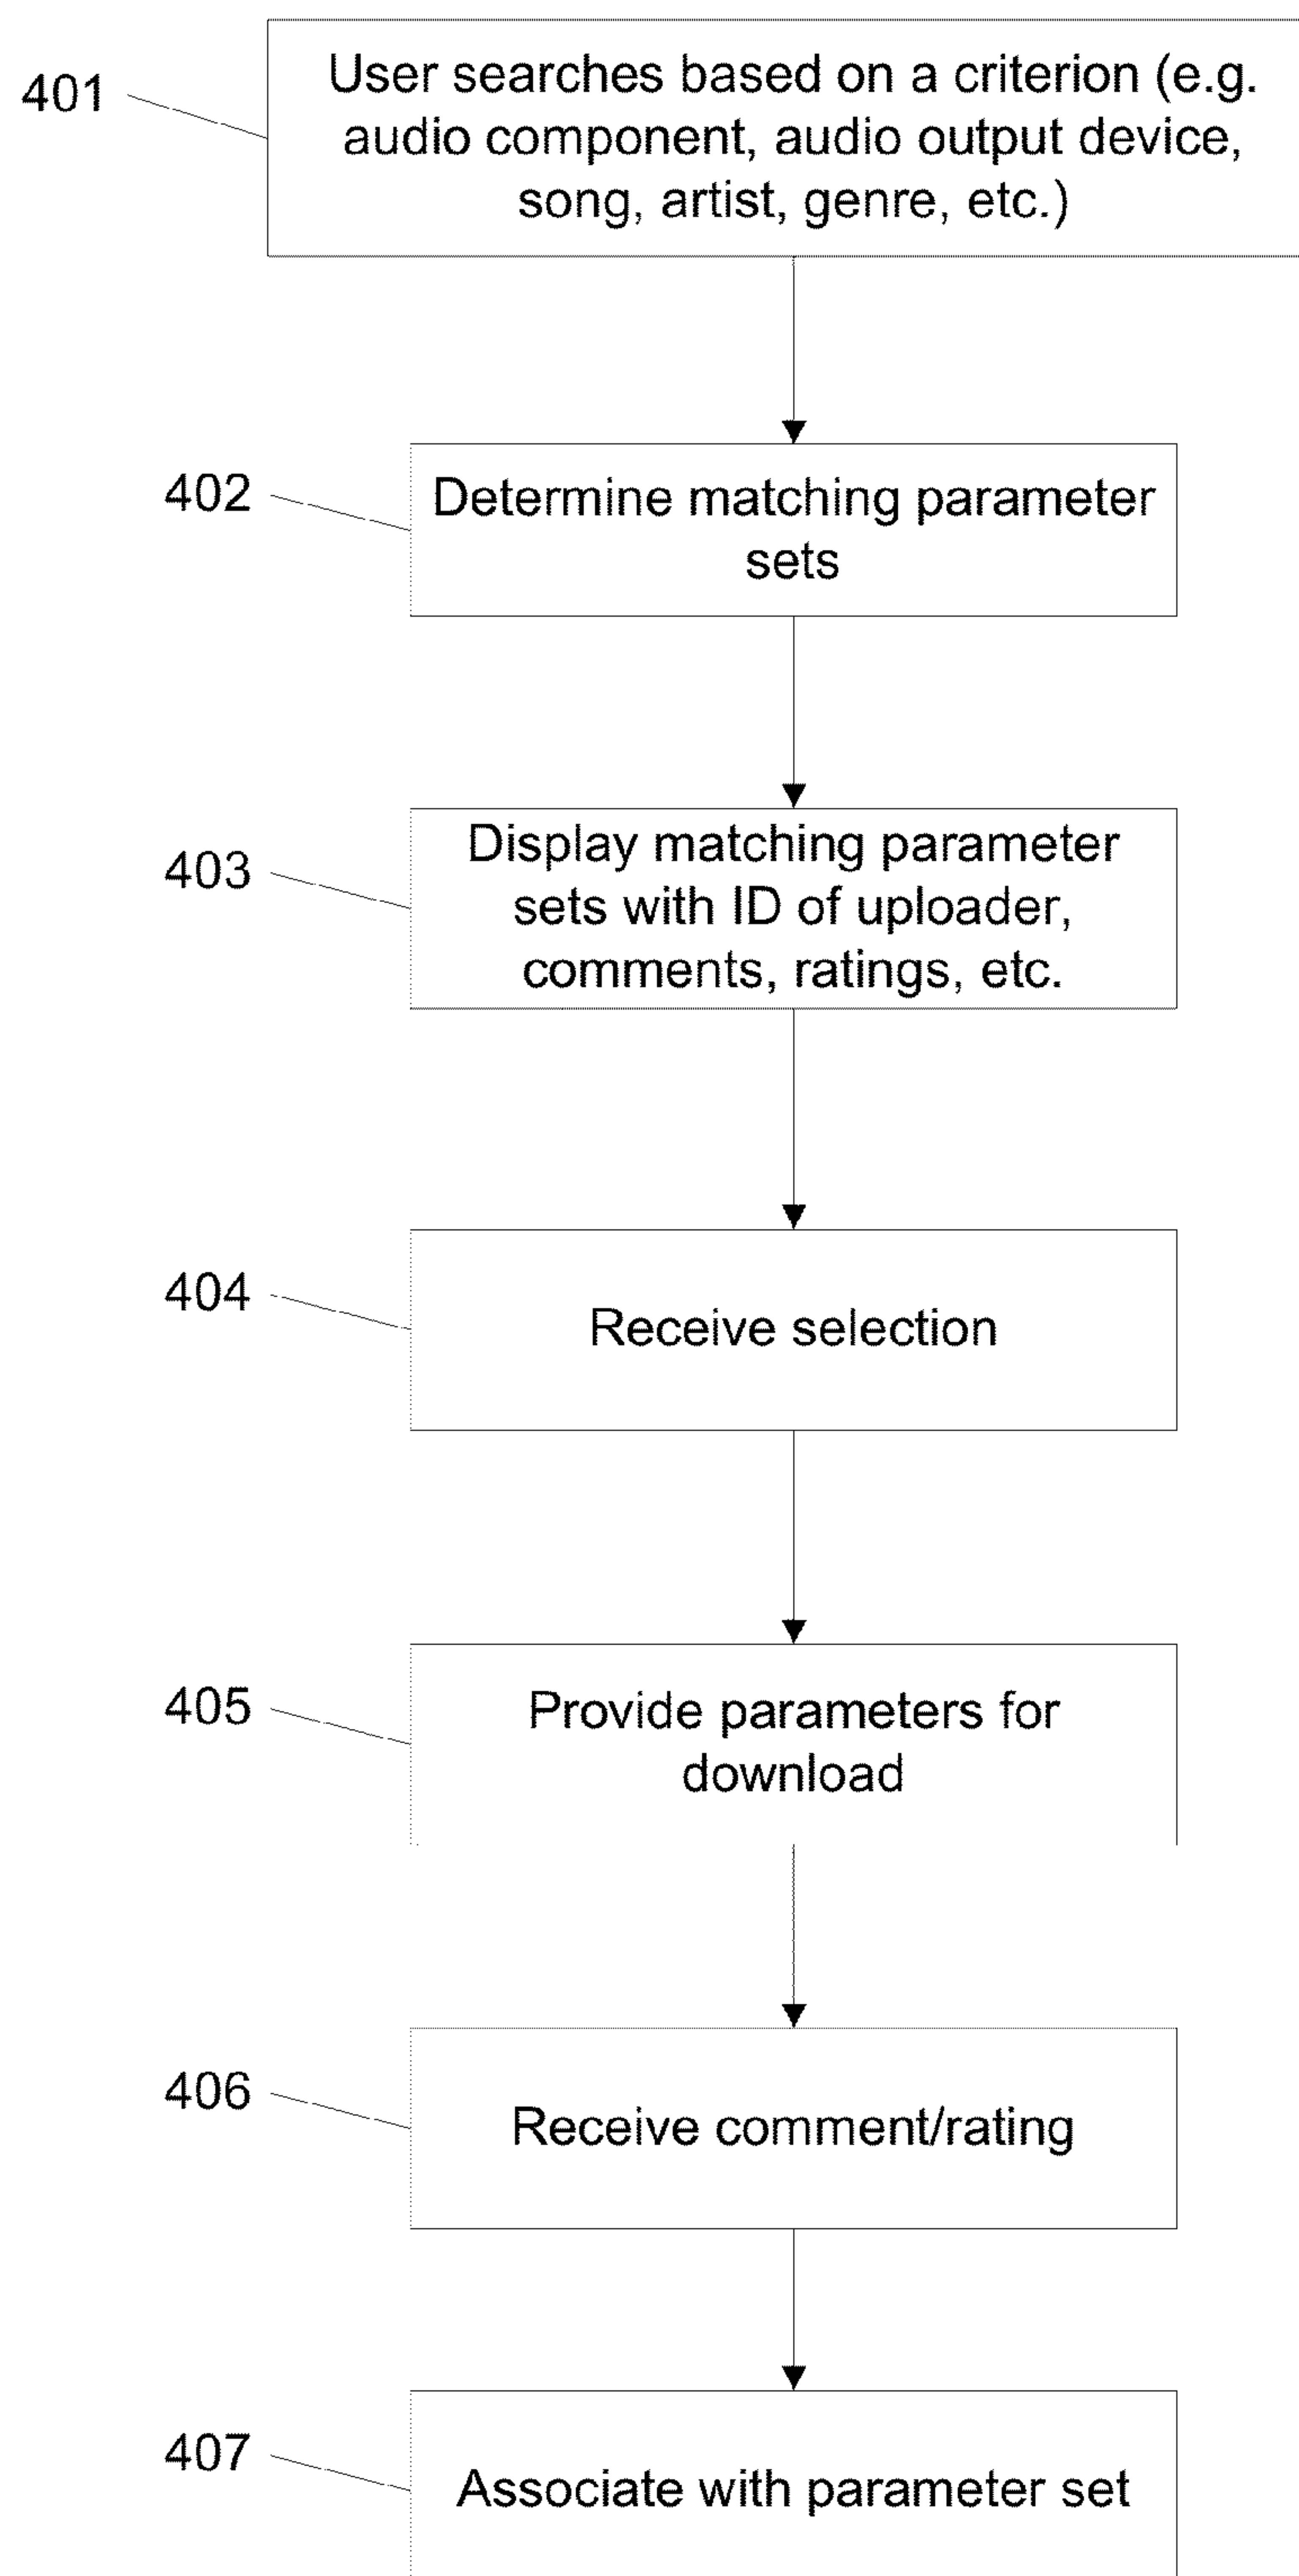 401
User searches based on a criterion (e.g.
audio component, audio output device,
song, artist, genre, etc.)
402
Determine matching parameter
sets
403
Display matching parameter
sets with ID of uploader,
comments, ratings, etc.
404
Receive selection
405
Provide parameters for
download
406
Receive comment/rating
407
Associate with parameter set